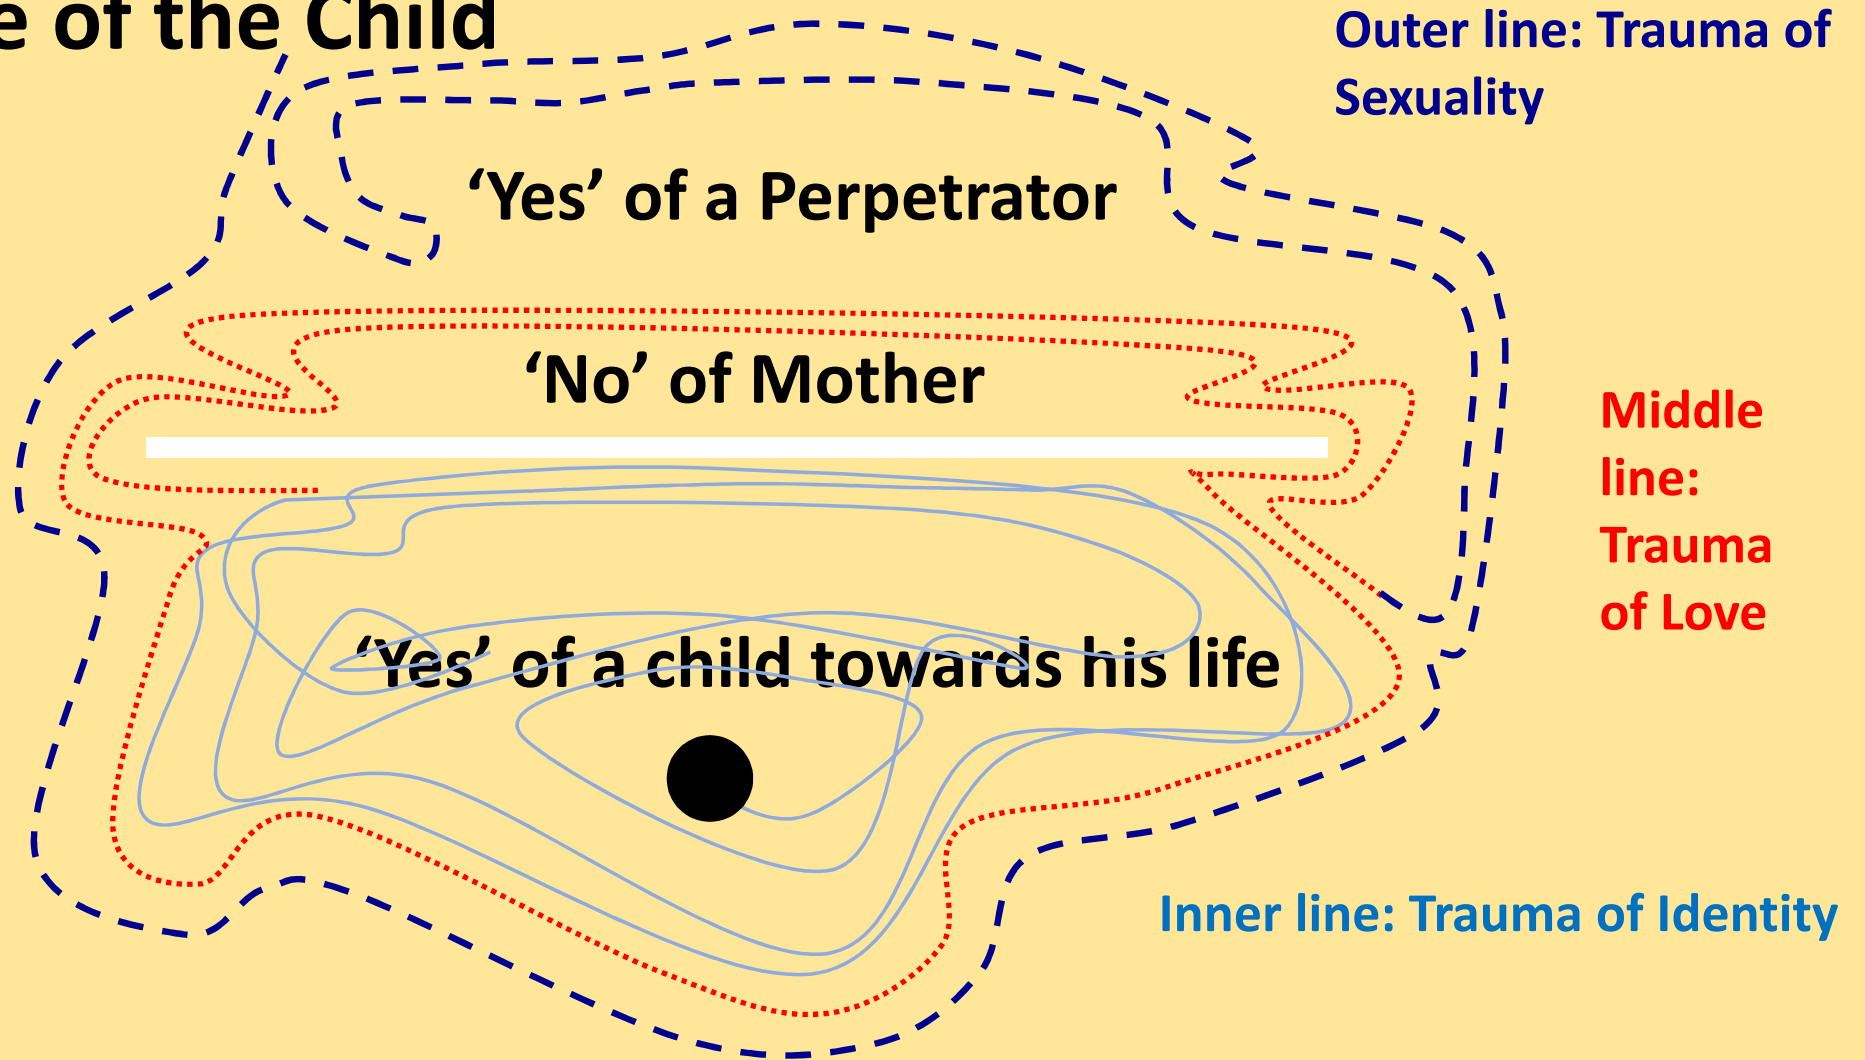 of the Child
Outer line: Trauma of
Sexuality
‘Yes’ of a Perpetrator
‘No’ of Mother
Middle
line:
Trauma
of Love
‘Yes’ of a child towards his life
Inner line: Trauma of Identity